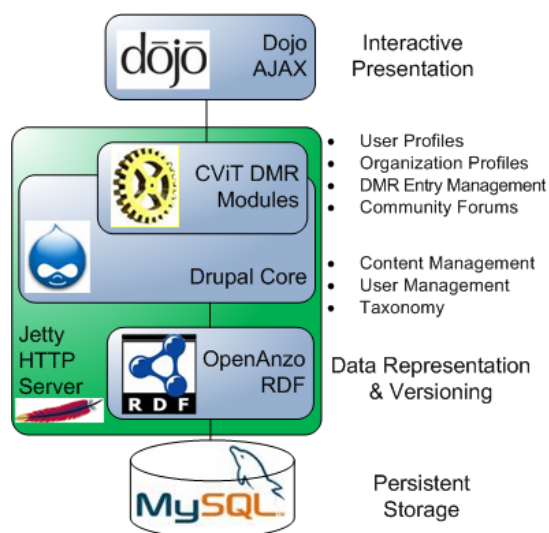 dōjō
Dojo
AJAX
Interactive
Presentation
CViT DMR
Modules
• User Profiles
• Organization Profiles
• DMR Entry Management
• Community Forums
Drupal Core
• Content Management
• User Management
• Taxonomy
Jetty
HTTP
Server
OpenAnzo
RDF
RDF
Data Representation
& Versioning
MySQL
Persistent
Storage